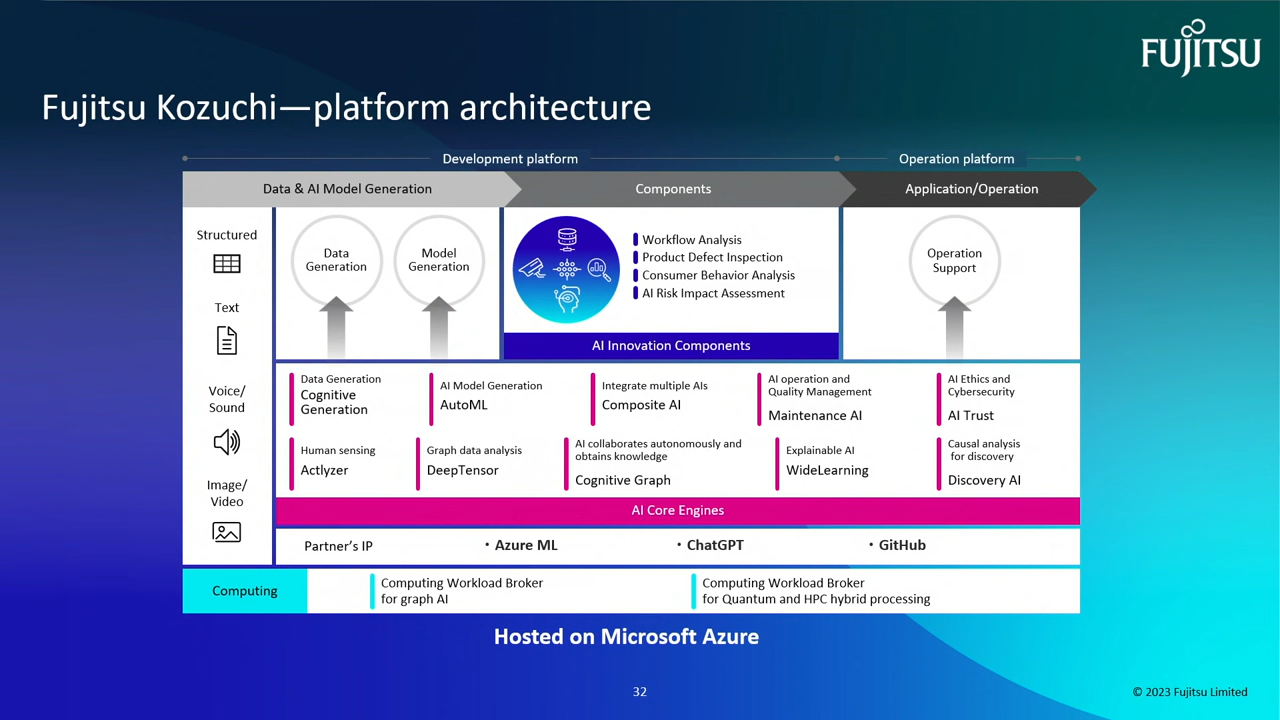 FUJITSU
Fujitsu Kozuchi—platform architecture
Development platform
Operation platform
Data & AI Model Generation
Components
Application/Operation
Structured
Text
Voice/
Sound
Image/
Video
Data
Generation
Model
Generation
Workflow Analysis
Product Defect Inspection
Consumer Behavior Analysis
AI Risk Impact Assessment
AI Innovation Components
Operation
Support
Data Generation
Cognitive
Generation
AI Model Generation
AutoML
Integrate multiple AIs
Composite AI
AI operation and
Quality Management
Maintenance AI
AI Ethics and
Cybersecurity
AI Trust
Human sensing
Actlyzer
Graph data analysis
DeepTensor
AI collaborates autonomously and
obtains knowledge
Cognitive Graph
Explainable AI
WideLearning
Causal analysis
for discovery
Discovery AI
AI Core Engines
Partner's IP
・Azure ML
・ChatGPT
・GitHub
Computing
Computing Workload Broker
for graph AI
Computing Workload Broker
for Quantum and HPC hybrid processing
Hosted on Microsoft Azure
32
© 2023 Fujitsu Limited